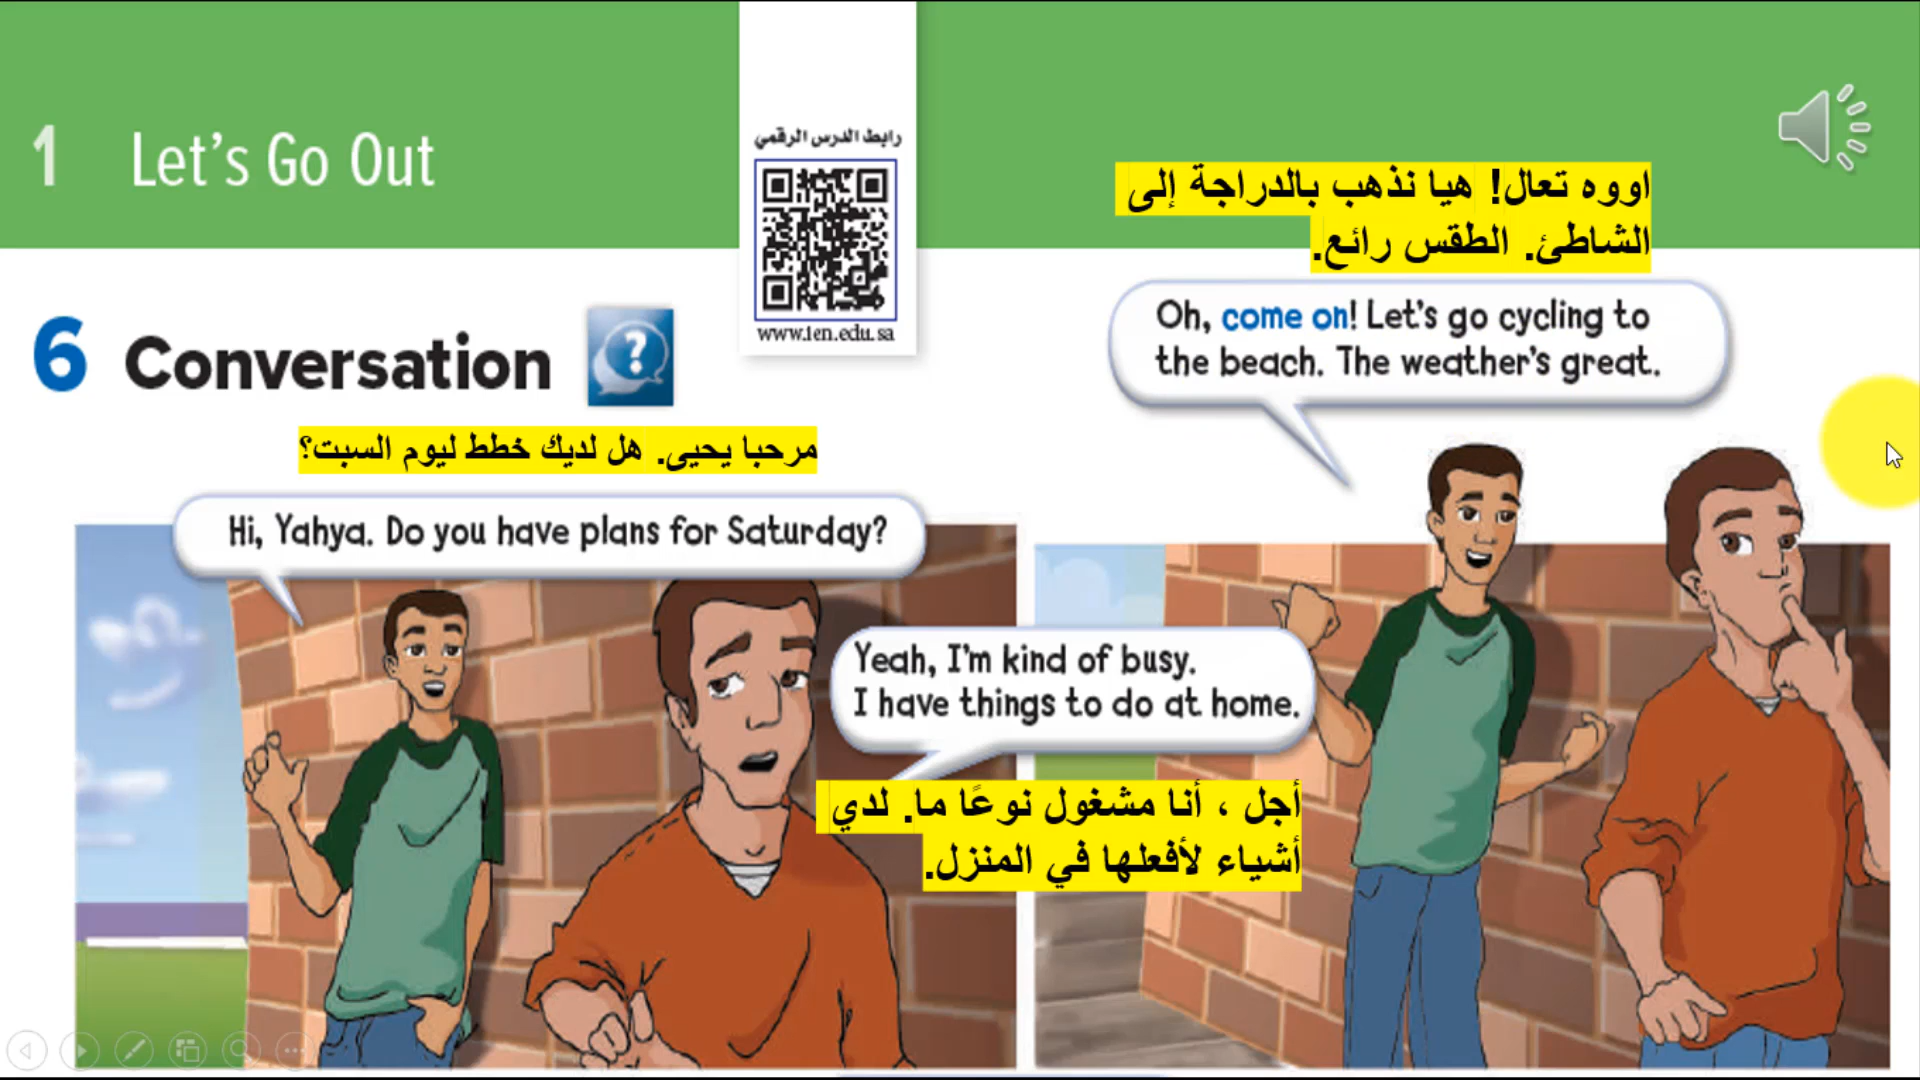 1 Let's Go Out
رابط الدرس الرقمي
www.ien.edu.sa
اووه تعال! هيا نذهب بالدراجة إلى
الشاطئ. الطقس رائع.
Oh, come on! Let's go cycling to
the beach. The weather's great.
6 Conversation
?
مرحبا يحيى. هل لديك خطط ليوم السبت؟
Hi, Yahya. Do you have plans for Saturday?
Yeah, I'm kind of busy.
I have things to do at home.
أجل ، أنا مشغول نوعًا ما. لدي
أشياء لأفعلها في المنزل.